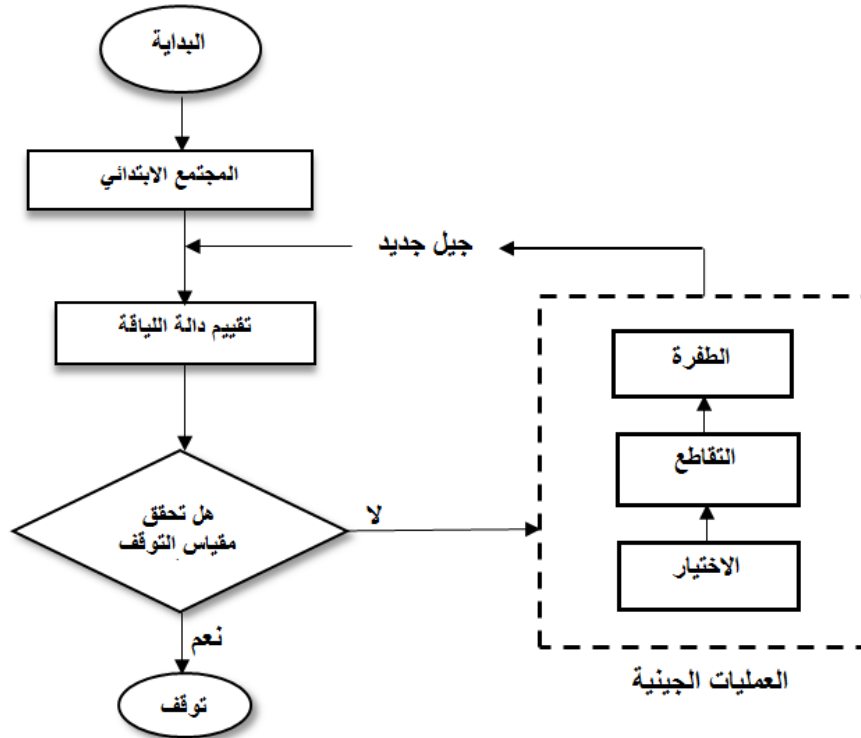 البداية
المجتمع الابتدائي
جيل جديد
تقييم دالة اللياقة
هل تحقق
مقياس التوقف
لا
نعم
توقف
الطفرة
التقاطع
الاختيار
العمليات الجينية